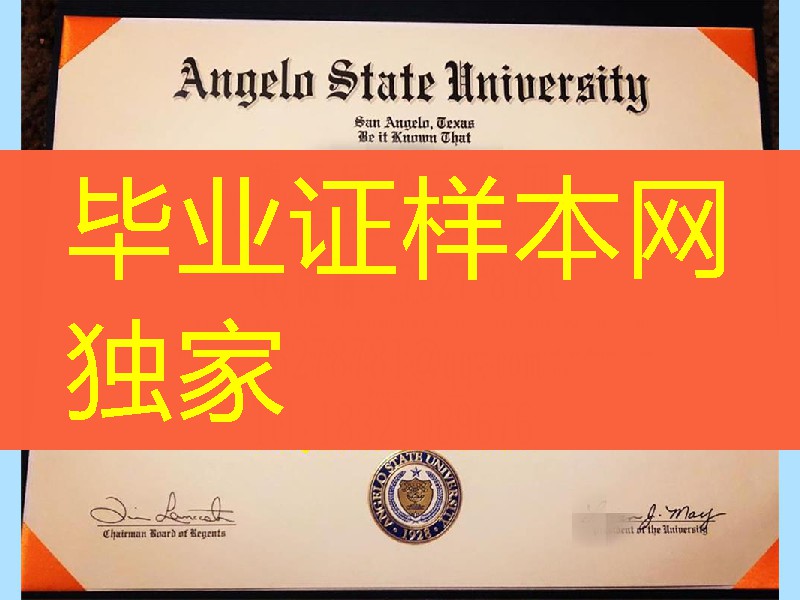 Angelo State University
San Angelo, Texas
Be it Known That
毕业证样本网
独家
ANGELO STATE UNIVERSITY
1928
Chairman Board of Regents
of the University